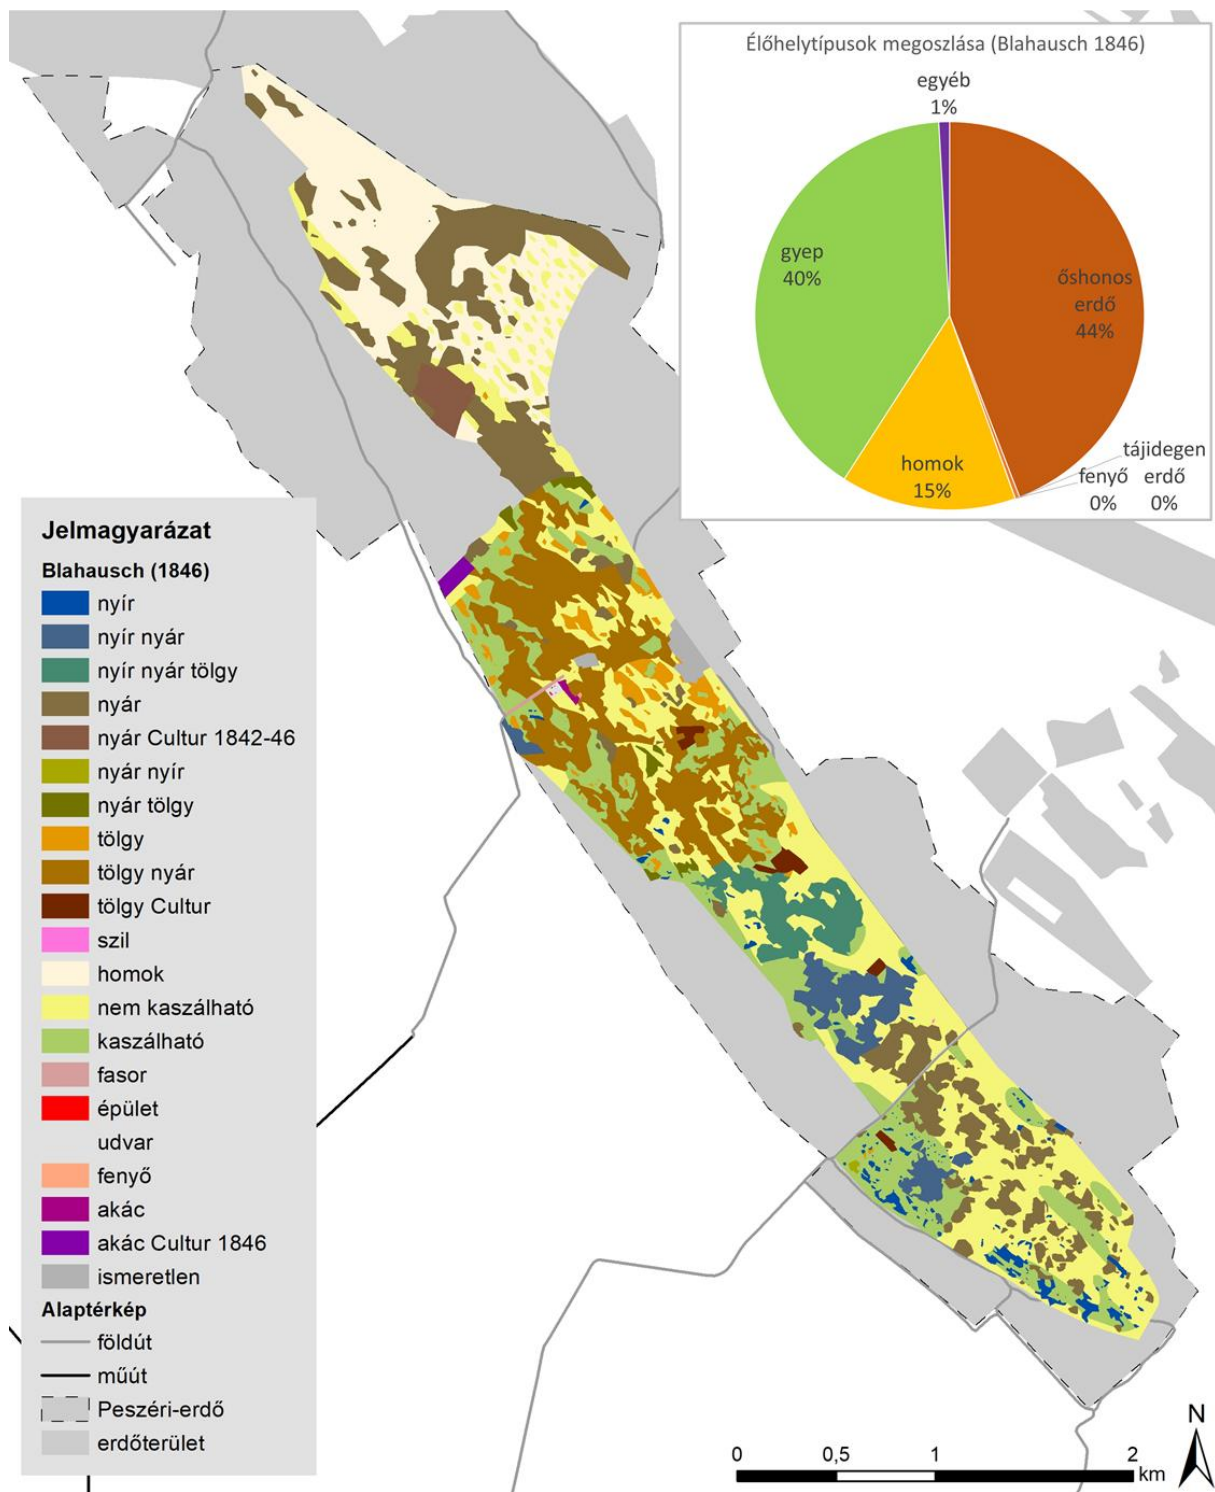 Élőhelytípusok megoszlása (Blahausch 1846)
egyéb
1%
gyep
40%
őshonos
erdő
44%
homok
15%
tájidegen
fenyő erdő
0% 0%
Jelmagyarázat
Blahausch (1846)
nyír
nyír nyár
nyír nyár tölgy
nyár
nyár Cultur 1842-46
nyár nyír
nyár tölgy
tölgy
tölgy nyár
tölgy Cultur
szil
homok
nem kaszálható
kaszálható
fasor
épület
udvar
fenyő
akác
akác Cultur 1846
ismeretlen
Alaptérkép
földút
műút
Peszéri-erdő
erdőterület
N
0 0,5 1 2
km